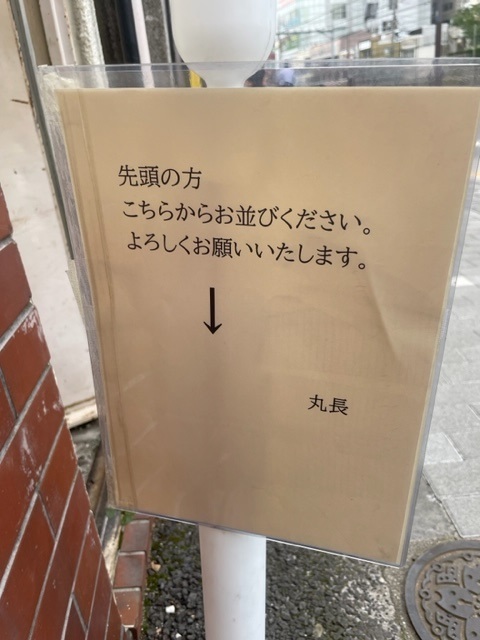 先頭の方
こちらからお並びください。
よろしくお願いいたします。
↓
丸長